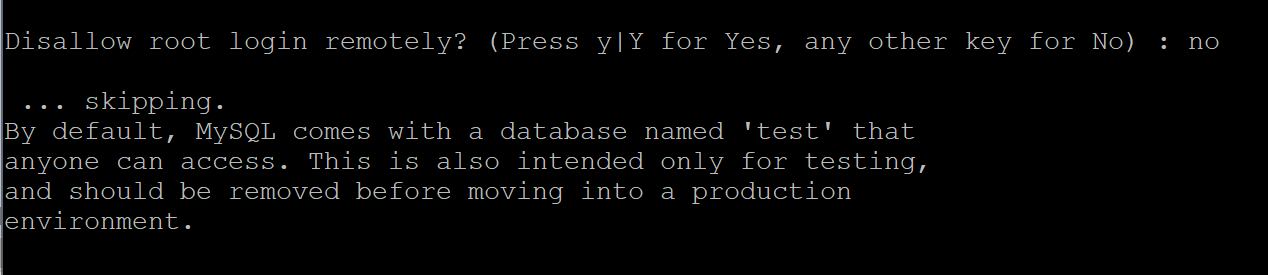 Disallow root login remotely? (Press y|Y for Yes, any other key for No) : no
... skipping.
By default, MySQL comes with a database named 'test' that
anyone can access. This is also intended only for testing,
and should be removed before moving into a production
environment.